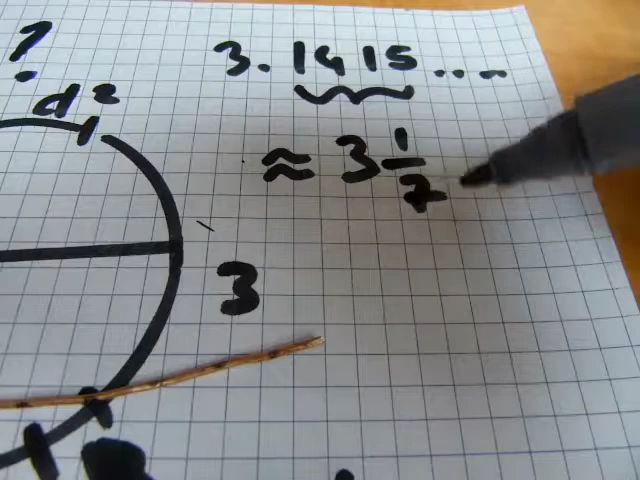 ?
d²
3.1415...
≈ 3 1/7
3